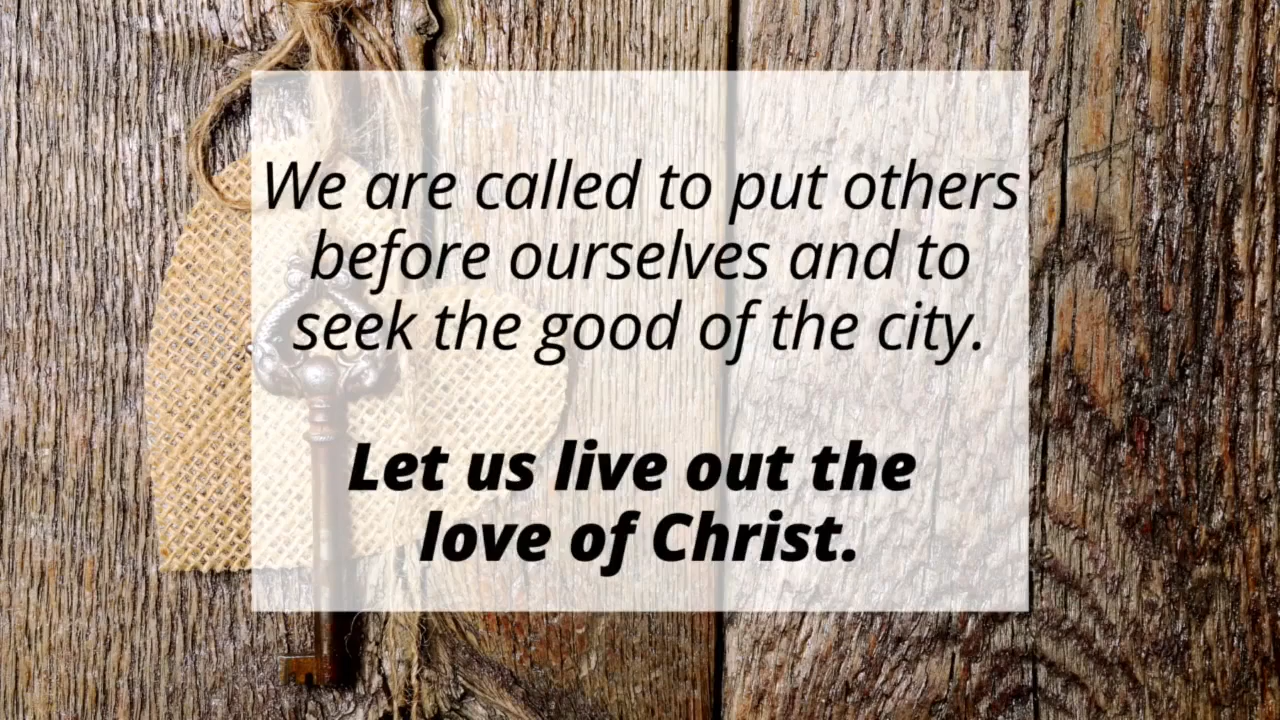 We are called to put others
before ourselves and to
seek the good of the city.
Let us live out the
love of Christ.